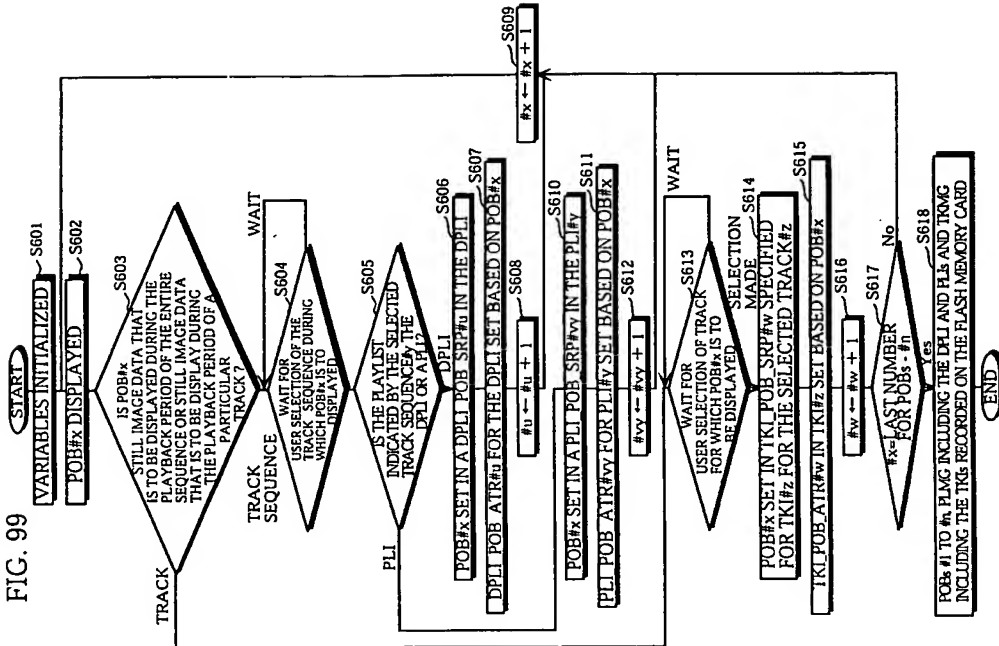 FIG. 99
START
VARIABLES INITIALIZED
S601
POB#x DISPLAYED
S602
S603
IS POB#x
STILL IMAGE DATA THAT
IS TO BE DISPLAYED DURING THE
PLAYBACK PERIOD OF THE ENTIRE
SEQUENCE OR STILL IMAGE DATA
THAT IS TO BE DISPLAY DURING
THE PLAYBACK PERIOD OF A
PARTICULAR
TRACK?
TRACK
TRACK
SEQUENCE
WAIT
S604
WAIT FOR
USER SELECTION OF THE
TRACK SEQUENCE DURING
WHICH POB#x IS TO
DISPLAYED
S605
IS THE PLAYLIST
INDICATED BY THE SELECTED
TRACK SEQUENCE#y THE
DPLI OR A PLI?
PLI
DPLI
S606
POB#x SET IN A DPLI POB SRP#u IN THE DPLI
S607
DPLI POB ATR#u FOR THE DPLI SET BASED ON POB#x
S608
#u ← #u + 1
S609
#x ← #x + 1
S610
POB#x SET IN A PLI POB_SRP#vy IN THE PLI#y
S611
PLI_POB_ATR#vy FOR PLI#y SET BASED ON POB#x
S612
#vy ← #vy + 1
WAIT
S613
WAIT FOR
USER SELECTION OF TRACK
FOR WHICH POB#x IS TO
BE DISPLAYED
SELECTION
MADE
S614
POB#x SET IN TKI_POB_SRP#w SPECIFIED
FOR TKI#z FOR THE SELECTED TRACK#z
S615
TKI_POB_ATR#w IN TKI#z SET BASED ON POB#x
S616
#w ← #w + 1
S617
#x=LAST NUMBER
FOR POBs - #n
No
Yes
S618
POBs #1 TO #n, PLMG INCLUDING THE DPLI AND PLIs AND TKMG
INCLUDING THE TKIs RECORDED ON THE FLASH MEMORY CARD
END